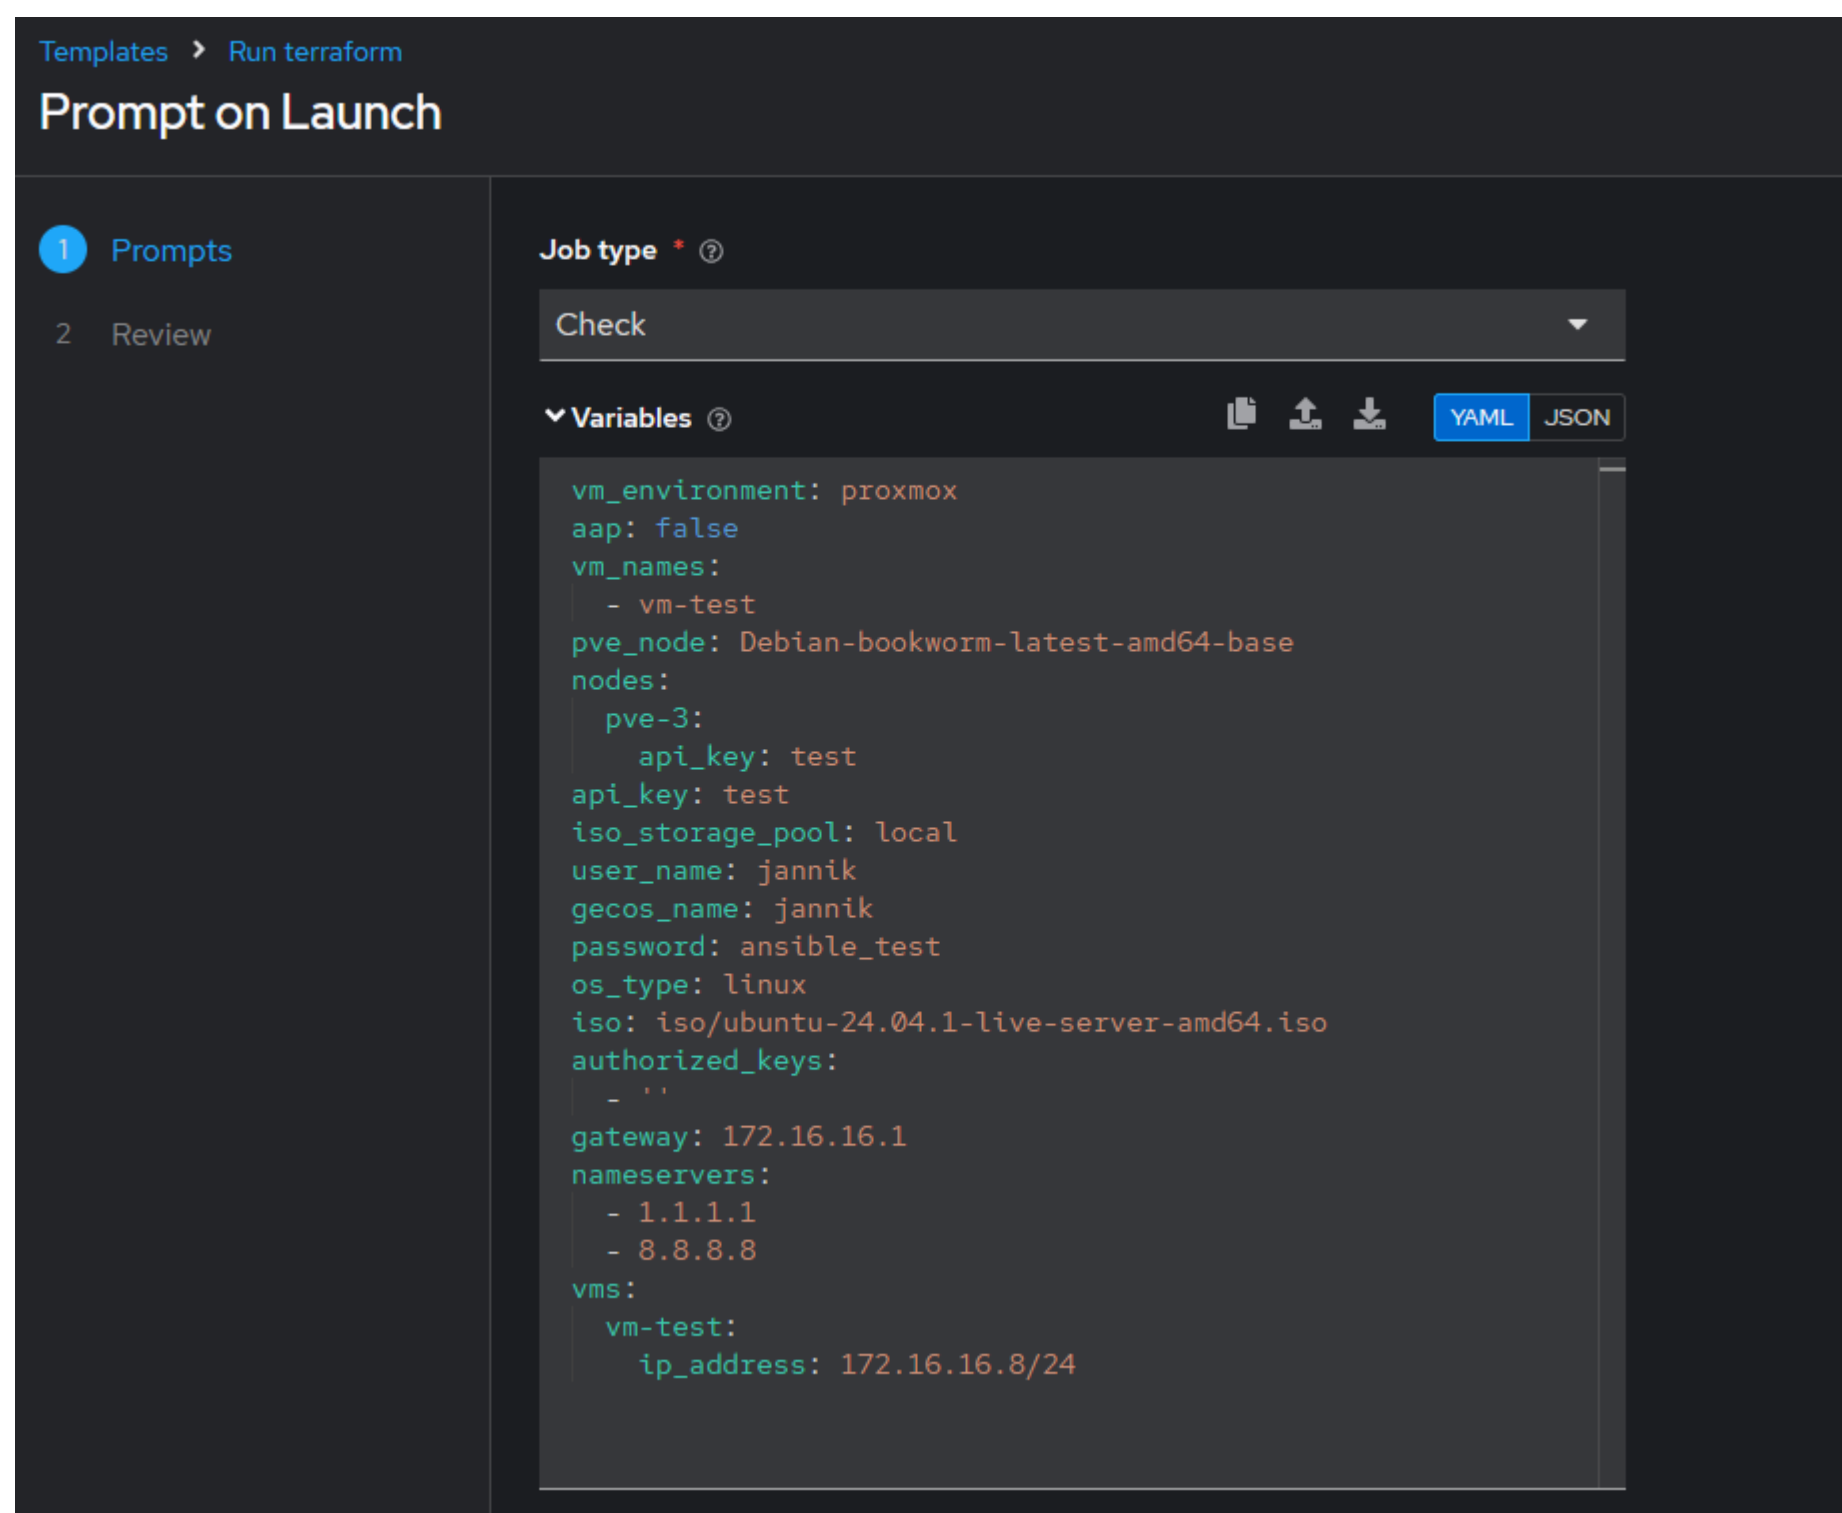 Templates > Run terraform
Prompt on Launch
1 Prompts
2 Review
Job type *
Check
Variables
YAML JSON
vm_environment: proxmox
aap: false
vm_names:
  - vm-test
pve_node: Debian-bookworm-latest-amd64-base
nodes:
  pve-3:
    api_key: test
api_key: test
iso_storage_pool: local
user_name: jannik
gecos_name: jannik
password: ansible_test
os_type: linux
iso: iso/ubuntu-24.04.1-live-server-amd64.iso
authorized_keys:
  - ''
gateway: 172.16.16.1
nameservers:
  - 1.1.1.1
  - 8.8.8.8
vms:
  vm-test:
    ip_address: 172.16.16.8/24